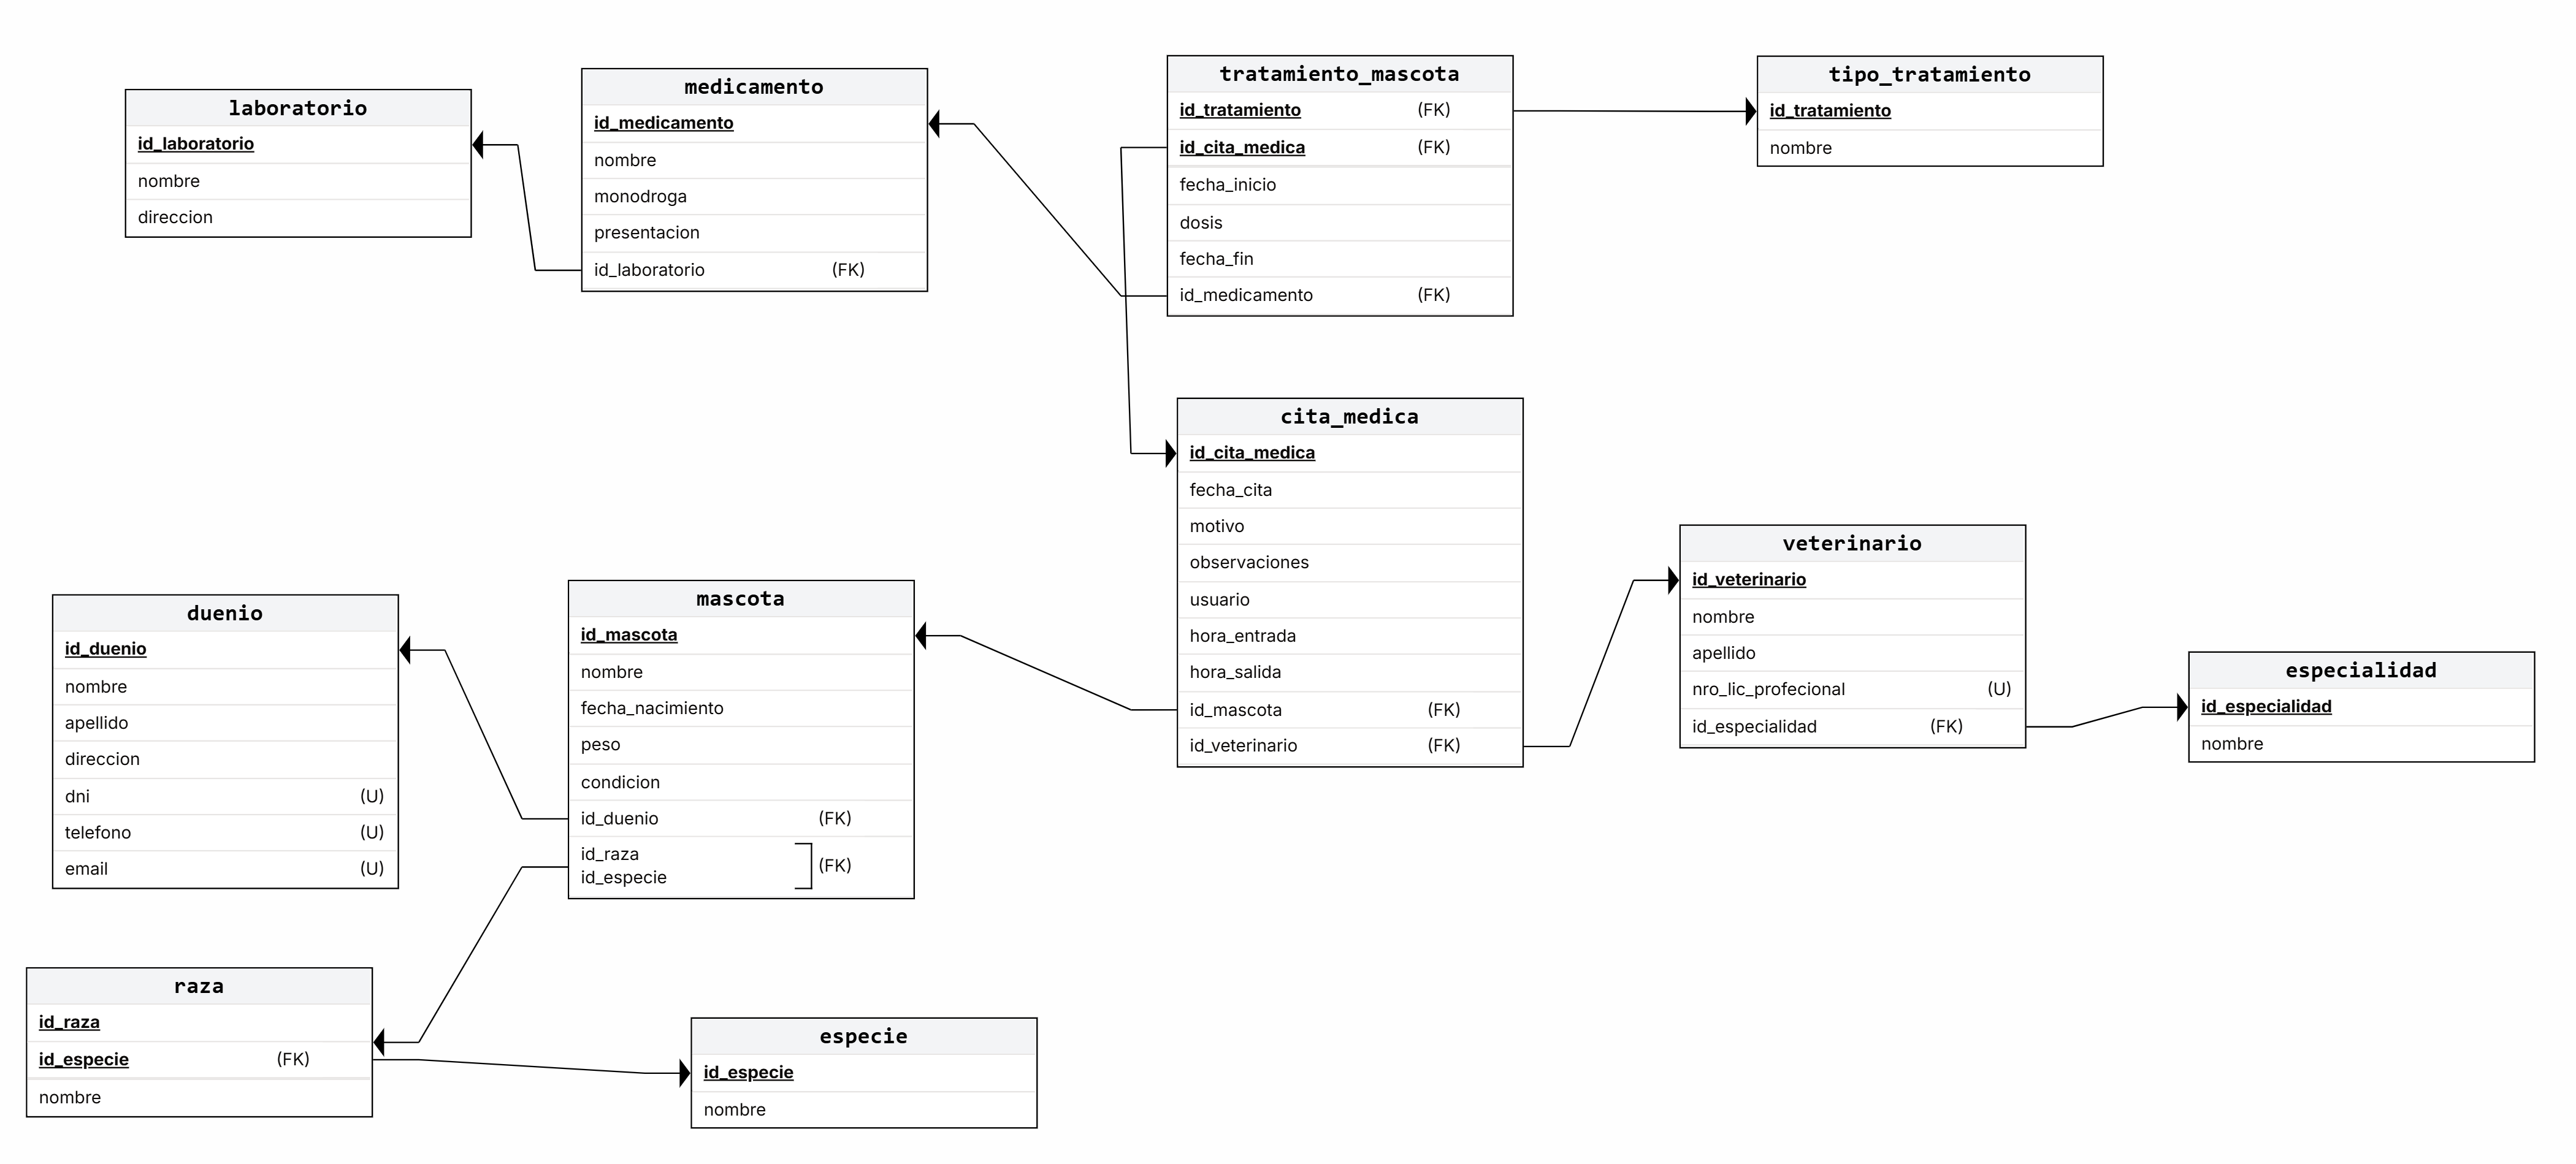 laboratorio
id_laboratorio
nombre
direccion
medicamento
id_medicamento
nombre
monodroga
presentacion
id_laboratorio (FK)
tratamiento_mascota
id_tratamiento (FK)
id_cita_medica (FK)
fecha_inicio
dosis
fecha_fin
id_medicamento (FK)
tipo_tratamiento
id_tratamiento
nombre
cita_medica
id_cita_medica
fecha_cita
motivo
observaciones
usuario
hora_entrada
hora_salida
id_mascota (FK)
id_veterinario (FK)
veterinario
id_veterinario
nombre
apellido
nro_lic_profecional (U)
id_especialidad (FK)
especialidad
id_especialidad
nombre
duenio
id_duenio
nombre
apellido
direccion
dni (U)
telefono (U)
email (U)
mascota
id_mascota
nombre
fecha_nacimiento
peso
condicion
id_duenio (FK)
id_raza
id_especie (FK)
raza
id_raza
id_especie (FK)
nombre
especie
id_especie
nombre